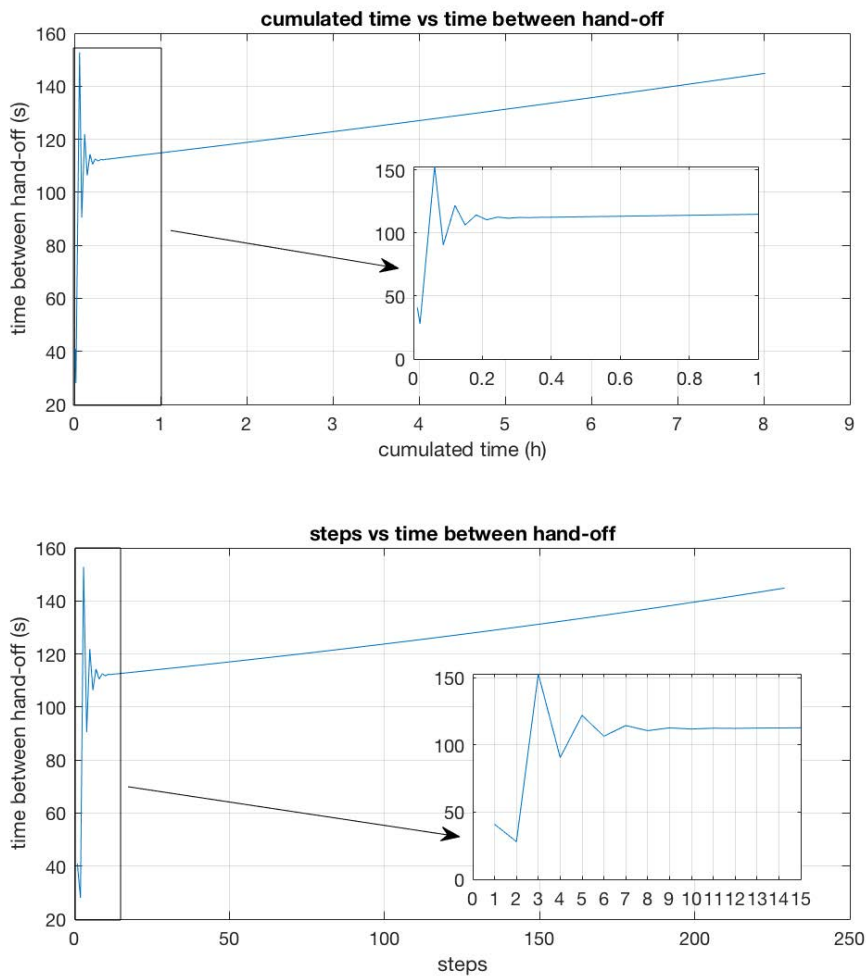 cumulated time vs time between hand-off
160
140
120
100
80
60
40
20
time between hand-off (s)
150
100
50
0
0 0.2 0.4 0.6 0.8 1
0 1 2 3 4 5 6 7 8 9
cumulated time (h)
steps vs time between hand-off
160
140
120
100
80
60
40
20
time between hand-off (s)
150
100
50
0
0 1 2 3 4 5 6 7 8 9 10 11 12 13 14 15
0 50 100 150 200 250
steps